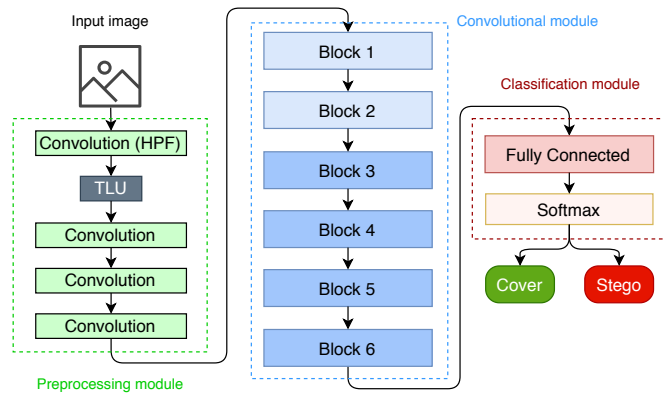 Input image
Convolution (HPF)
TLU
Convolution
Convolution
Convolution
Preprocessing module
Convolutional module
Block 1
Block 2
Block 3
Block 4
Block 5
Block 6
Classification module
Fully Connected
Softmax
Cover
Stego